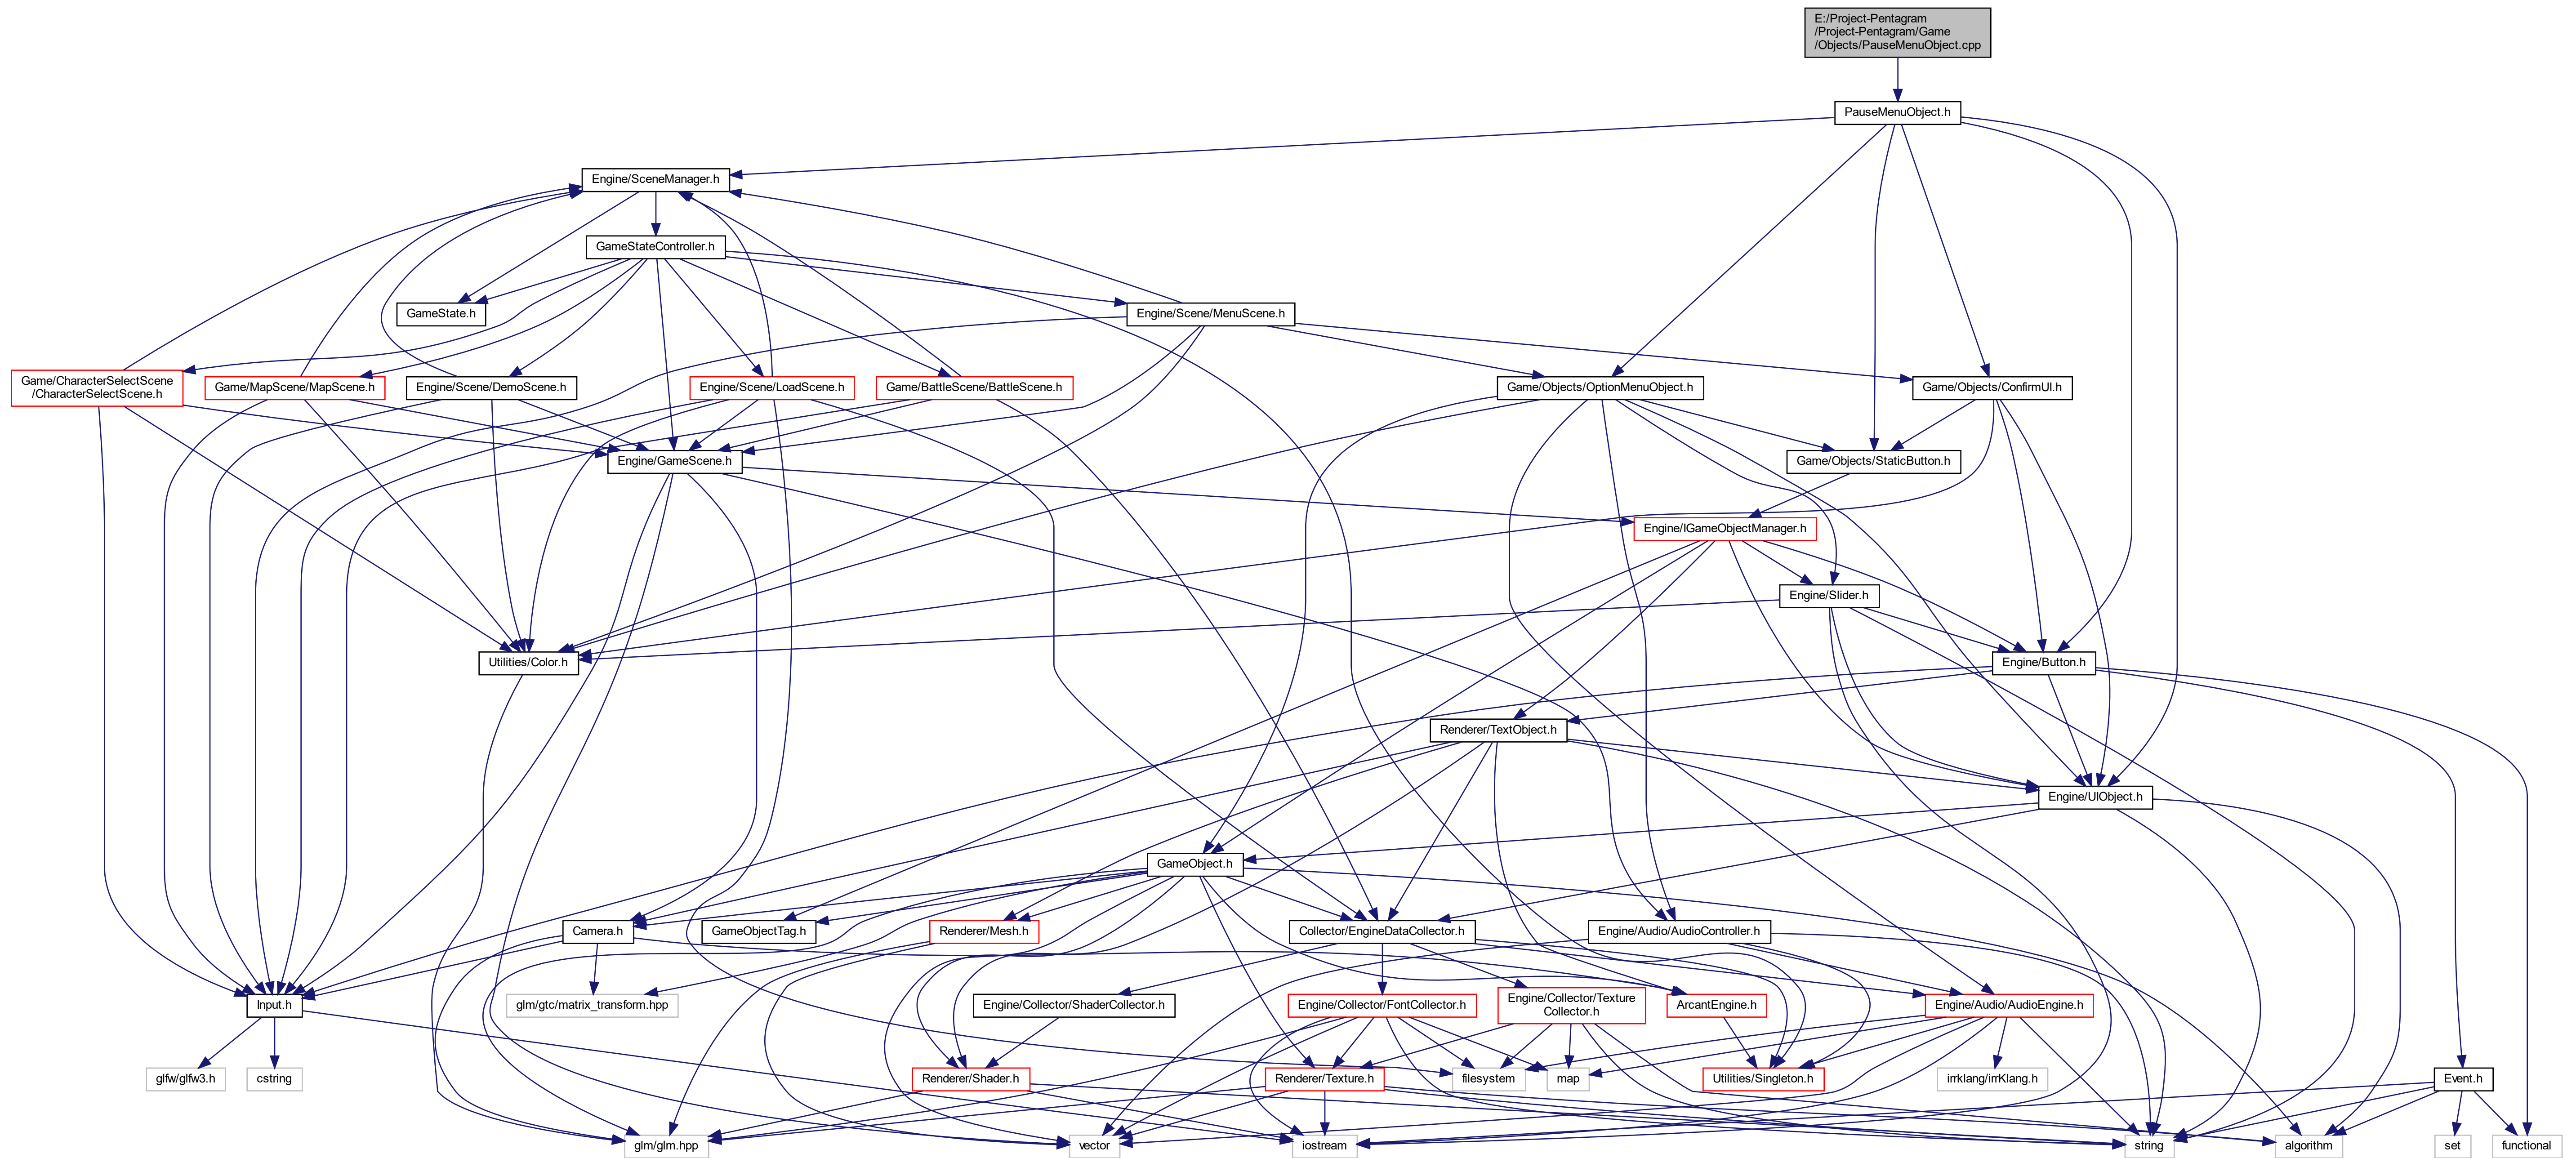 E:/Project-Pentagram
/Project-Pentagram/Game
/Objects/PauseMenuObject.cpp
PauseMenuObject.h
Engine/SceneManager.h
GameStateController.h
GameState.h
Engine/Scene/MenuScene.h
Game/CharacterSelectScene
/CharacterSelectScene.h
Game/MapScene/MapScene.h
Engine/Scene/DemoScene.h
Engine/Scene/LoadScene.h
Game/BattleScene/BattleScene.h
Game/Objects/OptionMenuObject.h
Game/Objects/ConfirmUI.h
Engine/GameScene.h
Game/Objects/StaticButton.h
Engine/IGameObjectManager.h
Engine/Slider.h
Utilities/Color.h
Engine/Button.h
Renderer/TextObject.h
Engine/UIObject.h
GameObject.h
Camera.h
GameObjectTag.h
Renderer/Mesh.h
Collector/EngineDataCollector.h
Engine/Audio/AudioController.h
Input.h
glm/gtc/matrix_transform.hpp
Engine/Collector/ShaderCollector.h
Engine/Collector/FontCollector.h
Engine/Collector/Texture
Collector.h
ArcantEngine.h
Engine/Audio/AudioEngine.h
glfw/glfw3.h
cstring
Renderer/Shader.h
Renderer/Texture.h
filesystem
map
Utilities/Singleton.h
irrklang/irrKlang.h
Event.h
glm/glm.hpp
vector
iostream
string
algorithm
set
functional